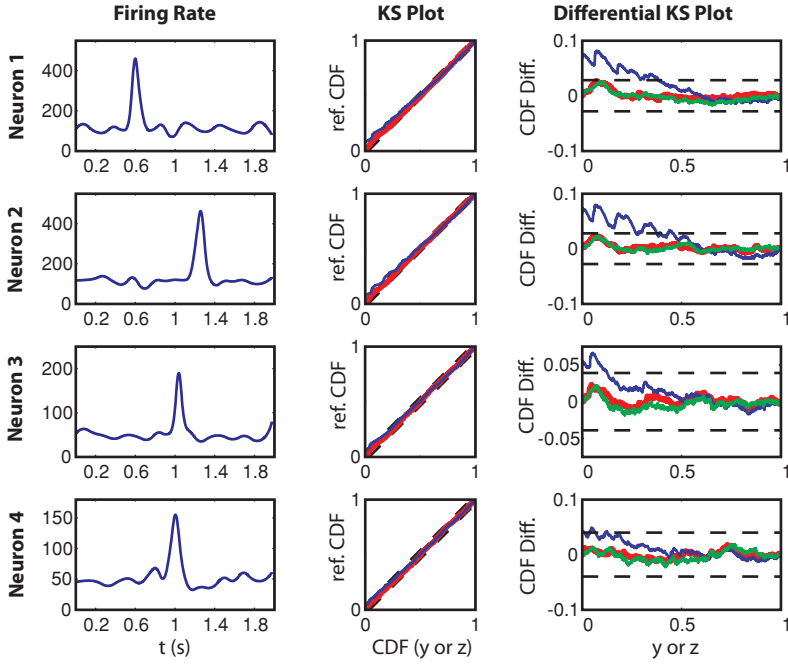 Firing Rate KS Plot Differential KS Plot
Neuron 1
400
200
0
0.2 0.6 1 1.4 1.8
ref. CDF
1
0
0 1
CDF Diff.
0.1
0
-0.1
0 0.5 1
Neuron 2
400
200
0
0.2 0.6 1 1.4 1.8
ref. CDF
1
0
0 1
CDF Diff.
0.1
0
-0.1
0 0.5 1
Neuron 3
200
100
0
0.2 0.6 1 1.4 1.8
ref. CDF
1
0
0 1
CDF Diff.
0.05
0
-0.05
0 0.5 1
Neuron 4
150
100
50
0
0.2 0.6 1 1.4 1.8
t (s)
ref. CDF
1
0
0 1
CDF (y or z)
CDF Diff.
0.1
0
-0.1
0 0.5 1
y or z